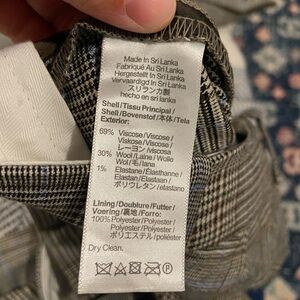 Made In Sri Lanka
Fabriqué Au Sri Lanka
Hergestellt In Sri Lanka
Vervaardigd In Sri Lanka
スリランカ製
hecho en sri lanka
Shell/Tissu Principal/
Shell/Bovenstof/本体/Tela
Exterior:
69% Viscose/Viscose/
Viskose/Viscose/
レーヨン/Viscosa
30% Wool/Laine/Wolle
Wol/毛/lana
1% Elastane/Élasthanne/
Elastan/Elastaan/
ポリウレタン/elastano
Lining/Doublure/Futter/
Voering/裏地/Forro:
100% Polyester/Polyester/
Polyester/Polyester/
ポリエステル/poliéster
Dry Clean.